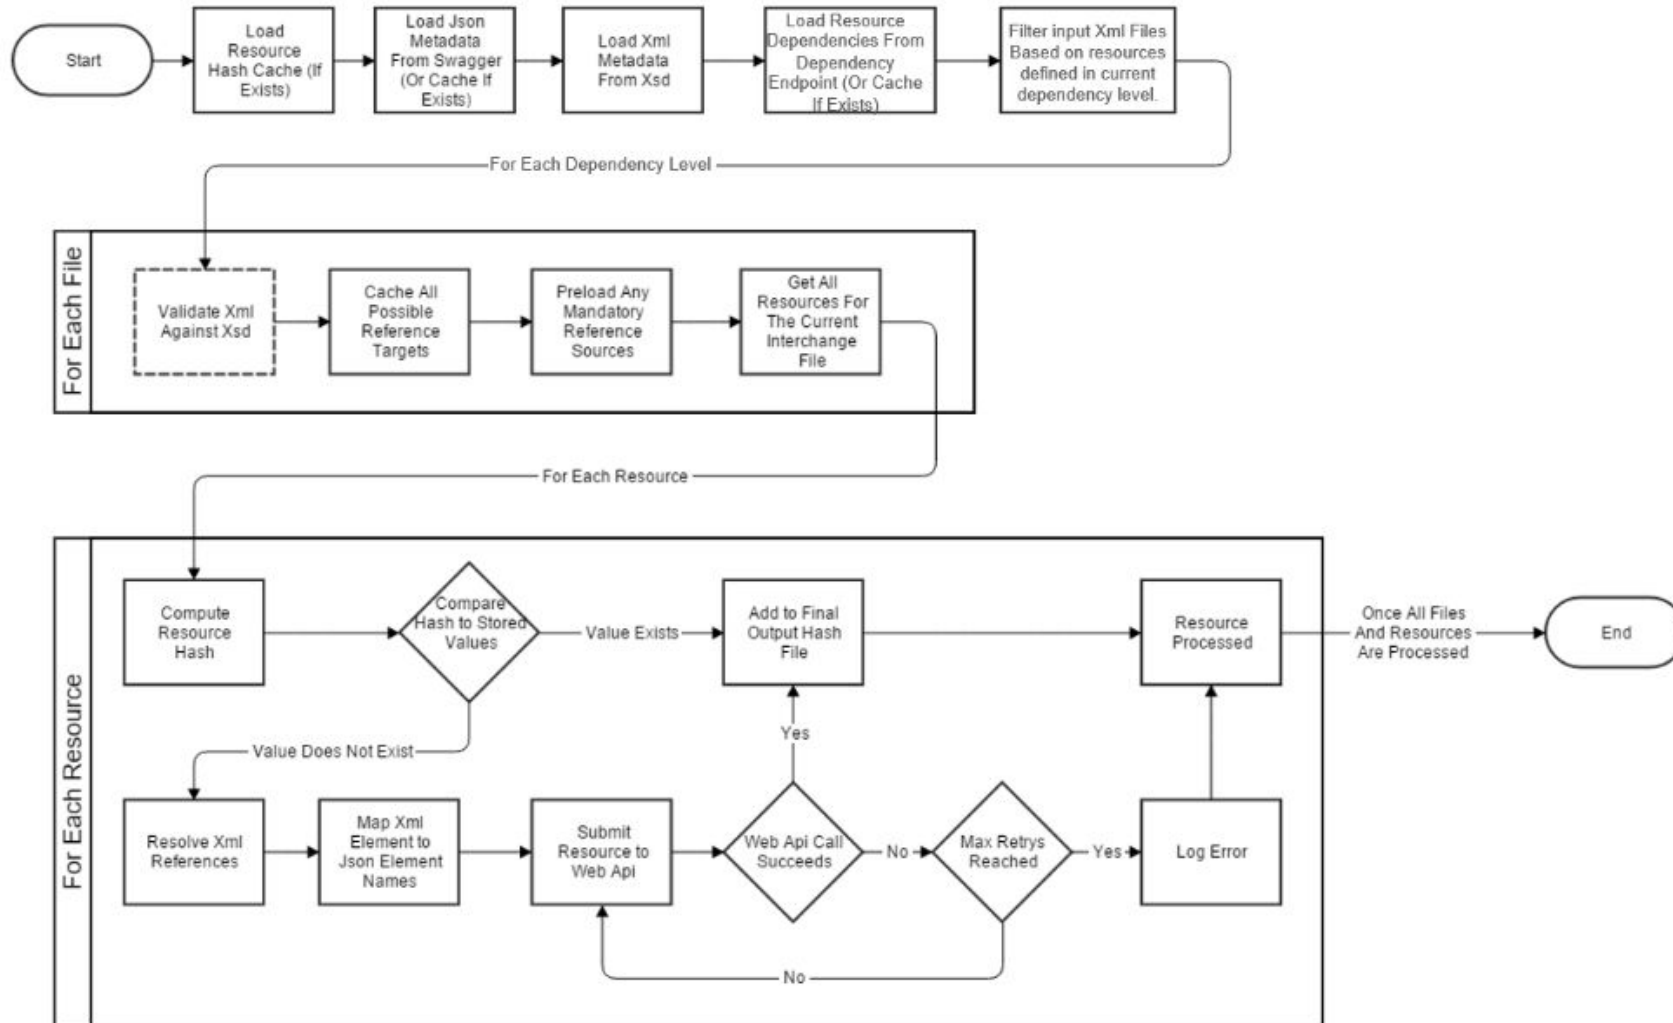 Start
Load
Resource
Hash Cache (If
Exists)
Load Json
Metadata
From Swagger
(Or Cache If
Exists)
Load Xml
Metadata
From Xsd
Load Resource
Dependencies From
Dependency
Endpoint (Or Cache
If Exists)
Filter input Xml Files
Based on resources
defined in current
dependency level.
For Each Dependency Level
For Each File
Validate Xml
Against Xsd
Cache All
Possible
Reference
Targets
Preload Any
Mandatory
Reference
Sources
Get All
Resources For
The Current
Interchange
File
For Each Resource
For Each Resource
Compute
Resource
Hash
Compare
Hash to Stored
Values
Value Exists
Add to Final
Output Hash
File
Resource
Processed
Once All Files
And Resources
Are Processed
End
Yes
Value Does Not Exist
Resolve Xml
References
Map Xml
Element to
Json Element
Names
Submit
Resource to
Web Api
Web Api Call
Succeeds
No
Max Retrys
Reached
Yes
Log Error
No